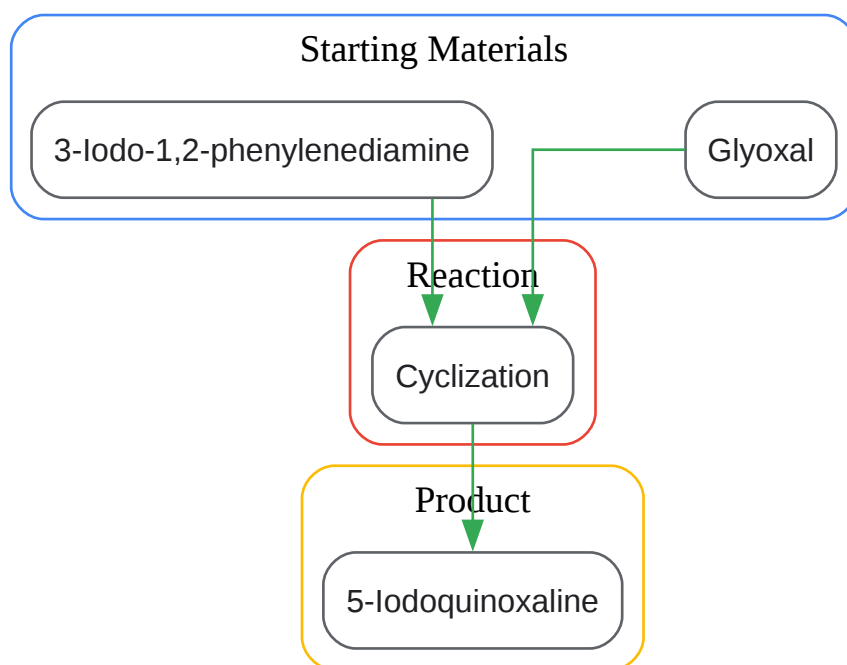 Starting Materials
3-Iodo-1,2-phenylenediamine
Glyoxal
Reaction
Cyclization
Product
5-Iodoquinoxaline